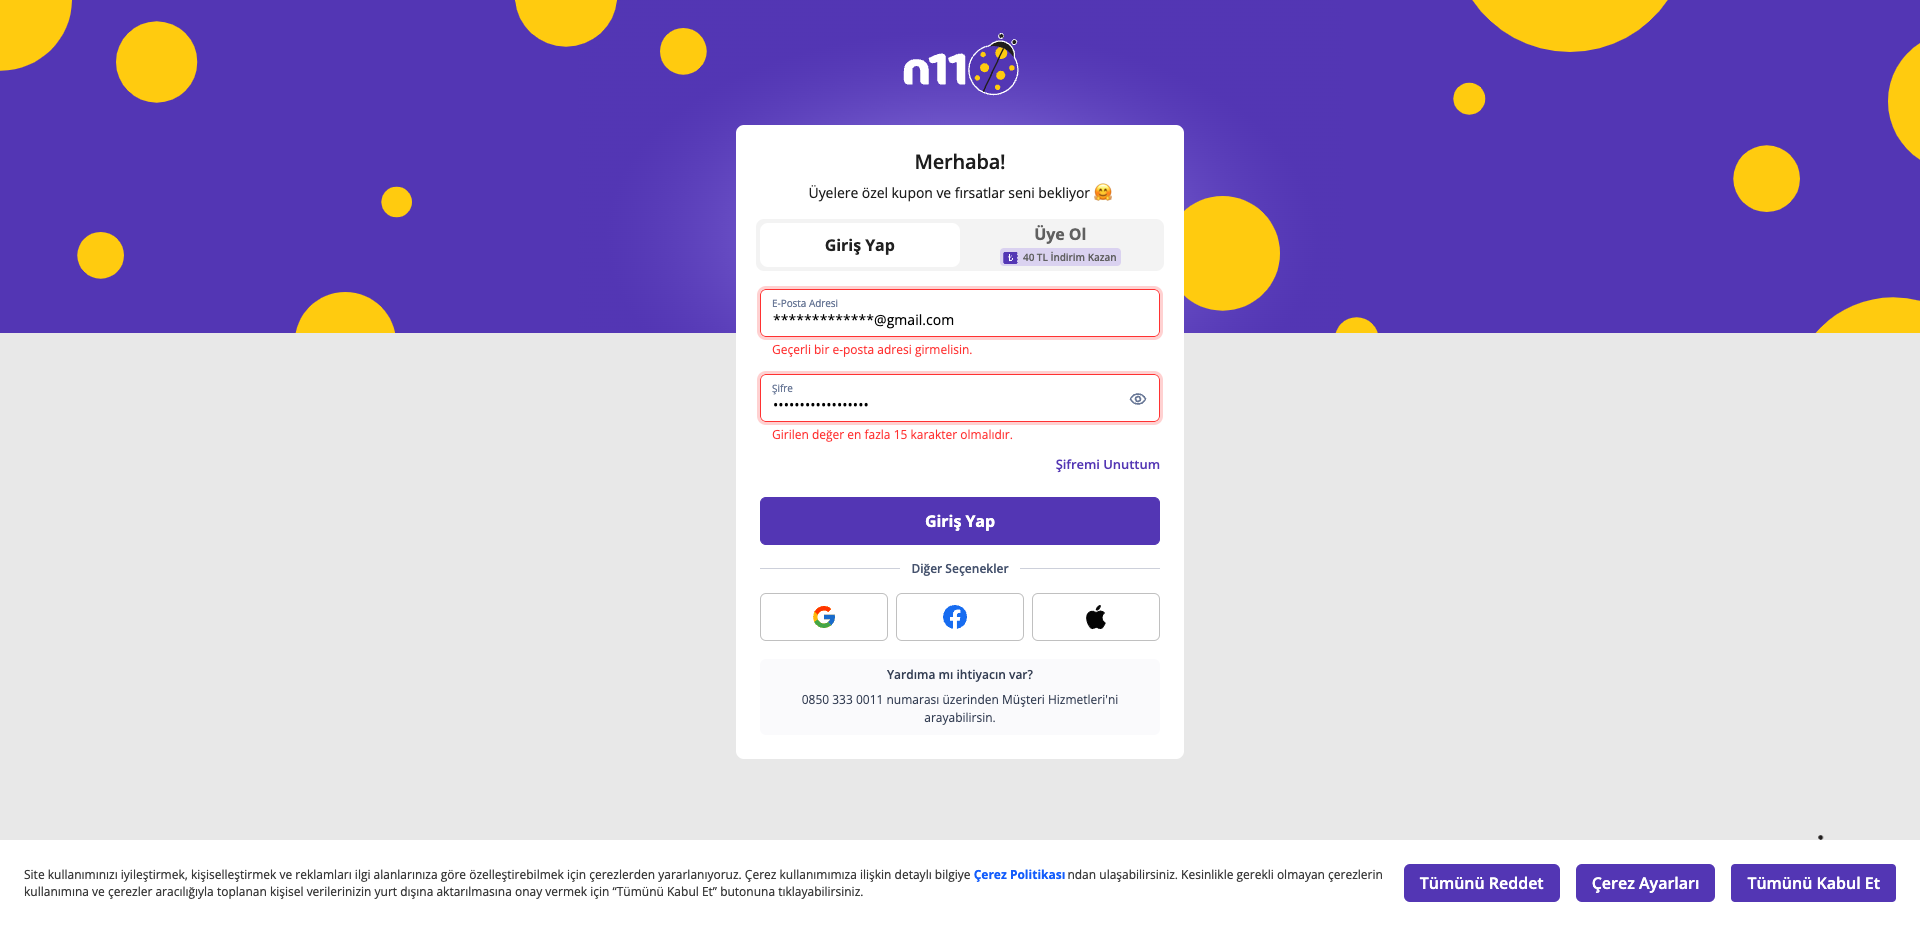 n11
Merhaba!
Üyelere özel kupon ve fırsatlar seni bekliyor 🤗
Giriş Yap
Üye Ol
₺ 40 TL İndirim Kazan
E-Posta Adresi
*************@gmail.com
Geçerli bir e-posta adresi girmelisin.
Şifre
••••••••••••••••••
Girilen değer en fazla 15 karakter olmalıdır.
Şifremi Unuttum
Giriş Yap
Diğer Seçenekler
Yardıma mı ihtiyacın var?
0850 333 0011 numarası üzerinden Müşteri Hizmetleri'ni
arayabilirsin.
Site kullanımınızı iyileştirmek, kişiselleştirmek ve reklamları ilgi alanlarınıza göre özelleştirebilmek için çerezlerden yararlanıyoruz. Çerez kullanımımıza ilişkin detaylı bilgiye Çerez Politikası ndan ulaşabilirsiniz. Kesinlikle gerekli olmayan çerezlerin
kullanımına ve çerezler aracılığıyla toplanan kişisel verilerinizin yurt dışına aktarılmasına onay vermek için “Tümünü Kabul Et” butonuna tıklayabilirsiniz.
Tümünü Reddet
Çerez Ayarları
Tümünü Kabul Et